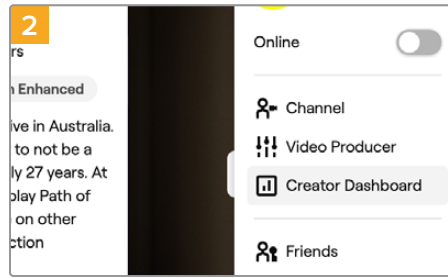 2
rs
Enhanced
ive in Australia.
to not be a
ly 27 years. At
play Path of
on other
ction
Online
Channel
Video Producer
Creator Dashboard
Friends